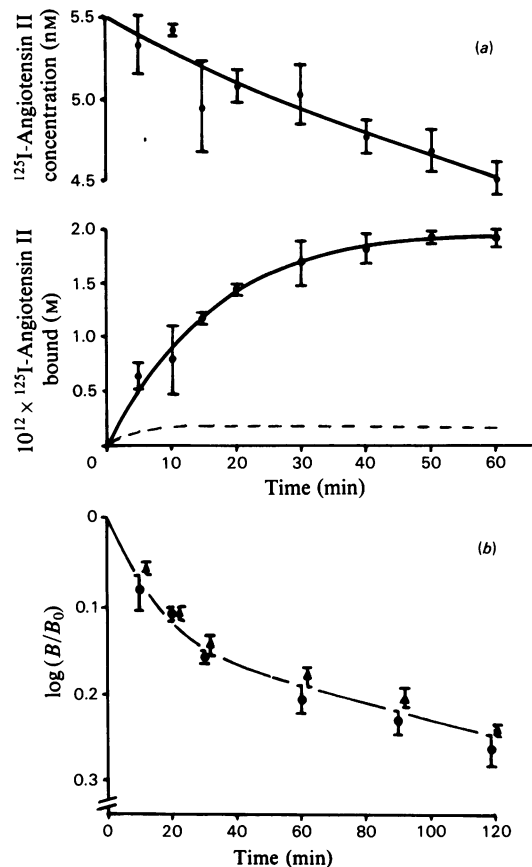 5.5
5.0
4.5
¹²⁵I-Angiotensin II
concentration (nM)
(a)
2.0
1.5
1.0
0.5
0
10¹² × ¹²⁵I-Angiotensin II
bound (M)
10 20 30 40 50 60
Time (min)
0
0.1
0.2
0.3
log (B/B₀)
(b)
0 20 40 60 80 100 120
Time (min)